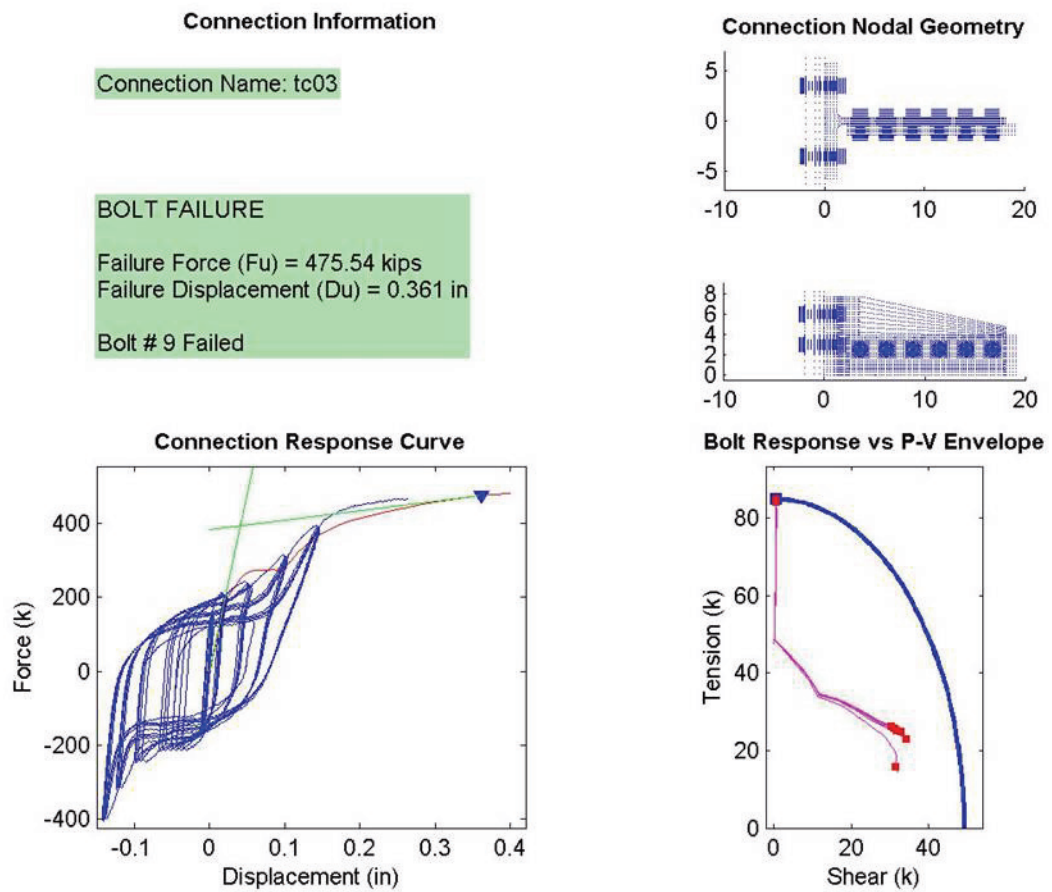 Connection Information
Connection Name: tc03
BOLT FAILURE
Failure Force (Fu) = 475.54 kips
Failure Displacement (Du) = 0.361 in
Bolt # 9 Failed
Connection Nodal Geometry
5
0
-5
-10 0 10 20
8
6
4
2
0
-10 0 10 20
Connection Response Curve
Force (k)
400
200
0
-200
-400
-0.1 0 0.1 0.2 0.3 0.4
Displacement (in)
Bolt Response vs P-V Envelope
Tension (k)
80
60
40
20
0
0 20 40
Shear (k)